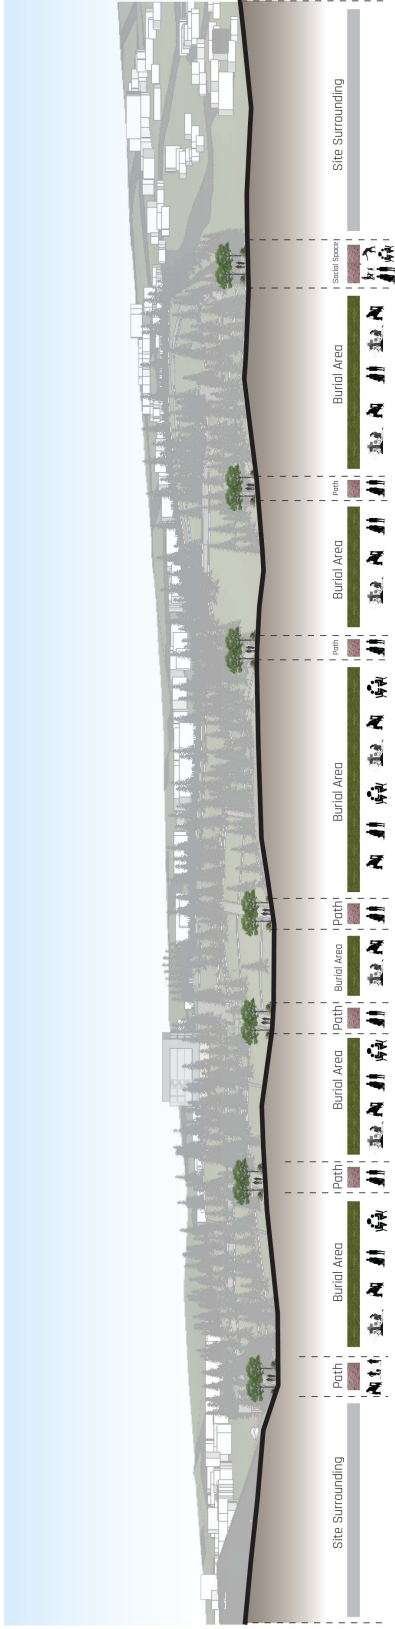 Site Surrounding
Path
Burial Area
Path
Burial Area
Path
Burial Area
Path
Burial Area
Path
Burial Area
Path
Burial Area
Social Space
Site Surrounding